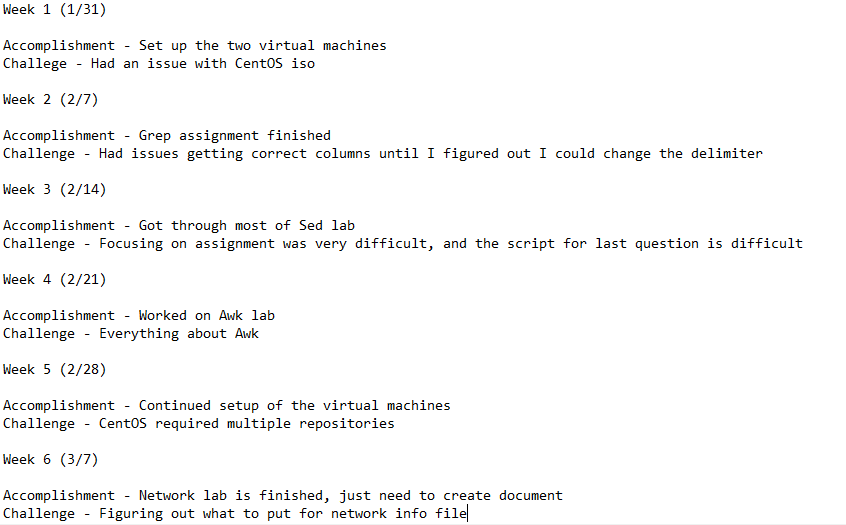 Week 1 (1/31)
Accomplishment - Set up the two virtual machines
Challege - Had an issue with CentOS iso
Week 2 (2/7)
Accomplishment - Grep assignment finished
Challenge - Had issues getting correct columns until I figured out I could change the delimiter
Week 3 (2/14)
Accomplishment - Got through most of Sed lab
Challenge - Focusing on assignment was very difficult, and the script for last question is difficult
Week 4 (2/21)
Accomplishment - Worked on Awk lab
Challenge - Everything about Awk
Week 5 (2/28)
Accomplishment - Continued setup of the virtual machines
Challenge - CentOS required multiple repositories
Week 6 (3/7)
Accomplishment - Network lab is finished, just need to create document
Challenge - Figuring out what to put for network info file